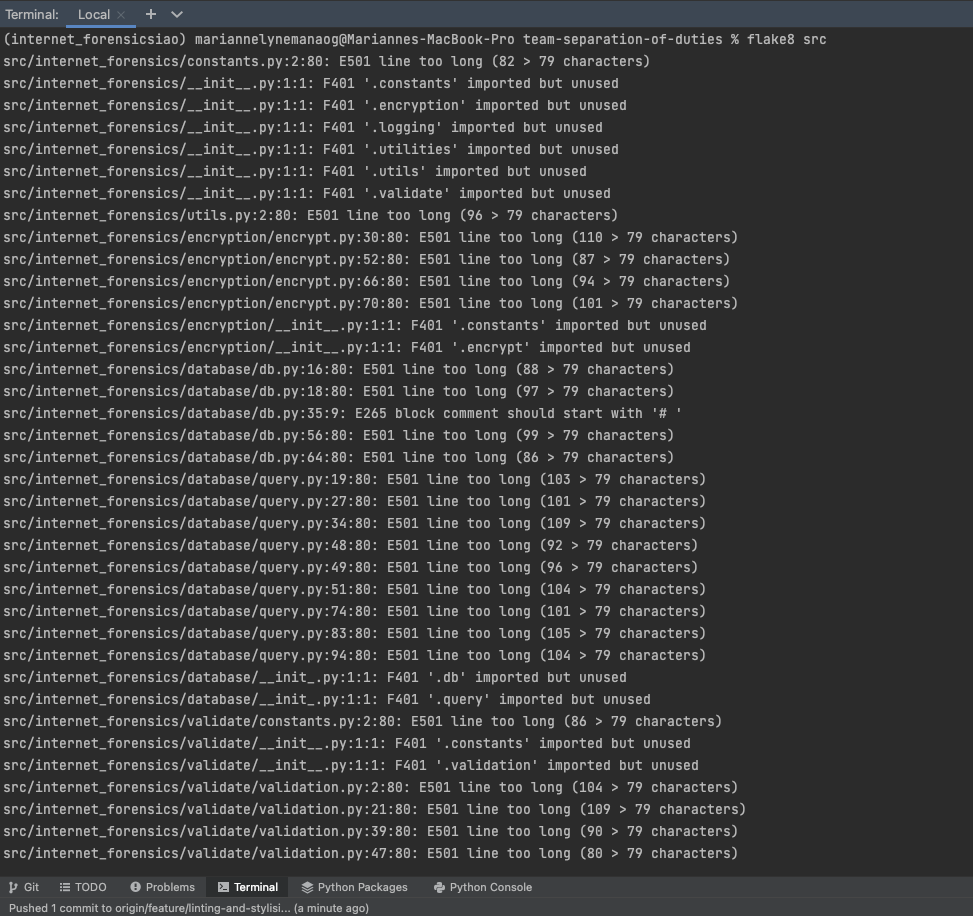 Terminal: Local × +
(internet_forensicsiao) mariannelynemanaog@Mariannes-MacBook-Pro team-separation-of-duties % flake8 src
src/internet_forensics/constants.py:2:80: E501 line too long (82 > 79 characters)
src/internet_forensics/__init__.py:1:1: F401 '.constants' imported but unused
src/internet_forensics/__init__.py:1:1: F401 '.encryption' imported but unused
src/internet_forensics/__init__.py:1:1: F401 '.logging' imported but unused
src/internet_forensics/__init__.py:1:1: F401 '.utilities' imported but unused
src/internet_forensics/__init__.py:1:1: F401 '.utils' imported but unused
src/internet_forensics/__init__.py:1:1: F401 '.validate' imported but unused
src/internet_forensics/utils.py:2:80: E501 line too long (96 > 79 characters)
src/internet_forensics/encryption/encrypt.py:30:80: E501 line too long (110 > 79 characters)
src/internet_forensics/encryption/encrypt.py:52:80: E501 line too long (87 > 79 characters)
src/internet_forensics/encryption/encrypt.py:66:80: E501 line too long (94 > 79 characters)
src/internet_forensics/encryption/encrypt.py:70:80: E501 line too long (101 > 79 characters)
src/internet_forensics/encryption/__init__.py:1:1: F401 '.constants' imported but unused
src/internet_forensics/encryption/__init__.py:1:1: F401 '.encrypt' imported but unused
src/internet_forensics/database/db.py:16:80: E501 line too long (88 > 79 characters)
src/internet_forensics/database/db.py:18:80: E501 line too long (97 > 79 characters)
src/internet_forensics/database/db.py:35:9: E265 block comment should start with '# '
src/internet_forensics/database/db.py:56:80: E501 line too long (99 > 79 characters)
src/internet_forensics/database/db.py:64:80: E501 line too long (86 > 79 characters)
src/internet_forensics/database/query.py:19:80: E501 line too long (103 > 79 characters)
src/internet_forensics/database/query.py:27:80: E501 line too long (101 > 79 characters)
src/internet_forensics/database/query.py:34:80: E501 line too long (109 > 79 characters)
src/internet_forensics/database/query.py:48:80: E501 line too long (92 > 79 characters)
src/internet_forensics/database/query.py:49:80: E501 line too long (96 > 79 characters)
src/internet_forensics/database/query.py:51:80: E501 line too long (104 > 79 characters)
src/internet_forensics/database/query.py:74:80: E501 line too long (101 > 79 characters)
src/internet_forensics/database/query.py:83:80: E501 line too long (105 > 79 characters)
src/internet_forensics/database/query.py:94:80: E501 line too long (104 > 79 characters)
src/internet_forensics/database/__init_.py:1:1: F401 '.db' imported but unused
src/internet_forensics/database/__init_.py:1:1: F401 '.query' imported but unused
src/internet_forensics/validate/constants.py:2:80: E501 line too long (86 > 79 characters)
src/internet_forensics/validate/__init__.py:1:1: F401 '.constants' imported but unused
src/internet_forensics/validate/__init__.py:1:1: F401 '.validation' imported but unused
src/internet_forensics/validate/validation.py:2:80: E501 line too long (104 > 79 characters)
src/internet_forensics/validate/validation.py:21:80: E501 line too long (109 > 79 characters)
src/internet_forensics/validate/validation.py:39:80: E501 line too long (90 > 79 characters)
src/internet_forensics/validate/validation.py:47:80: E501 line too long (80 > 79 characters)
Git TODO Problems Terminal Python Packages Python Console
Pushed 1 commit to origin/feature/linting-and-stylisi... (a minute ago)